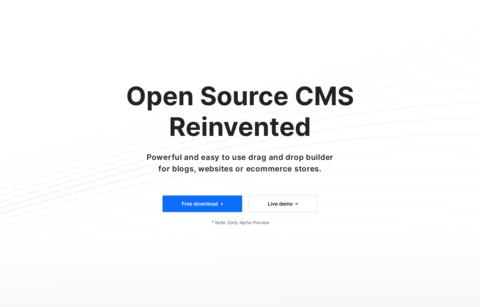 Open Source CMS
Reinvented
Powerful and easy to use drag and drop builder
for blogs, websites or ecommerce stores.
Free download
Live demo
* Note: Early Alpha Preview